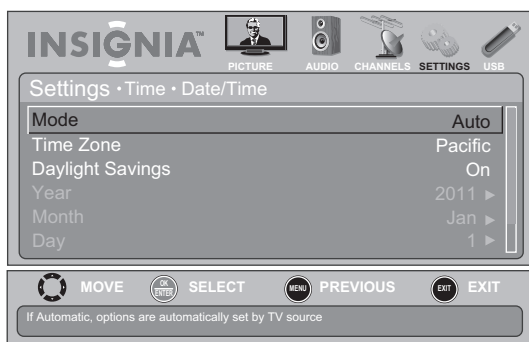 INSIGNIA™
PICTURE AUDIO CHANNELS SETTINGS USB
Settings · Time · Date/Time
Mode Auto
Time Zone Pacific
Daylight Savings On
Year 2011 ►
Month Jan ►
Day 1 ►
MOVE OK ENTER SELECT MENU PREVIOUS EXIT EXIT
If Automatic, options are automatically set by TV source